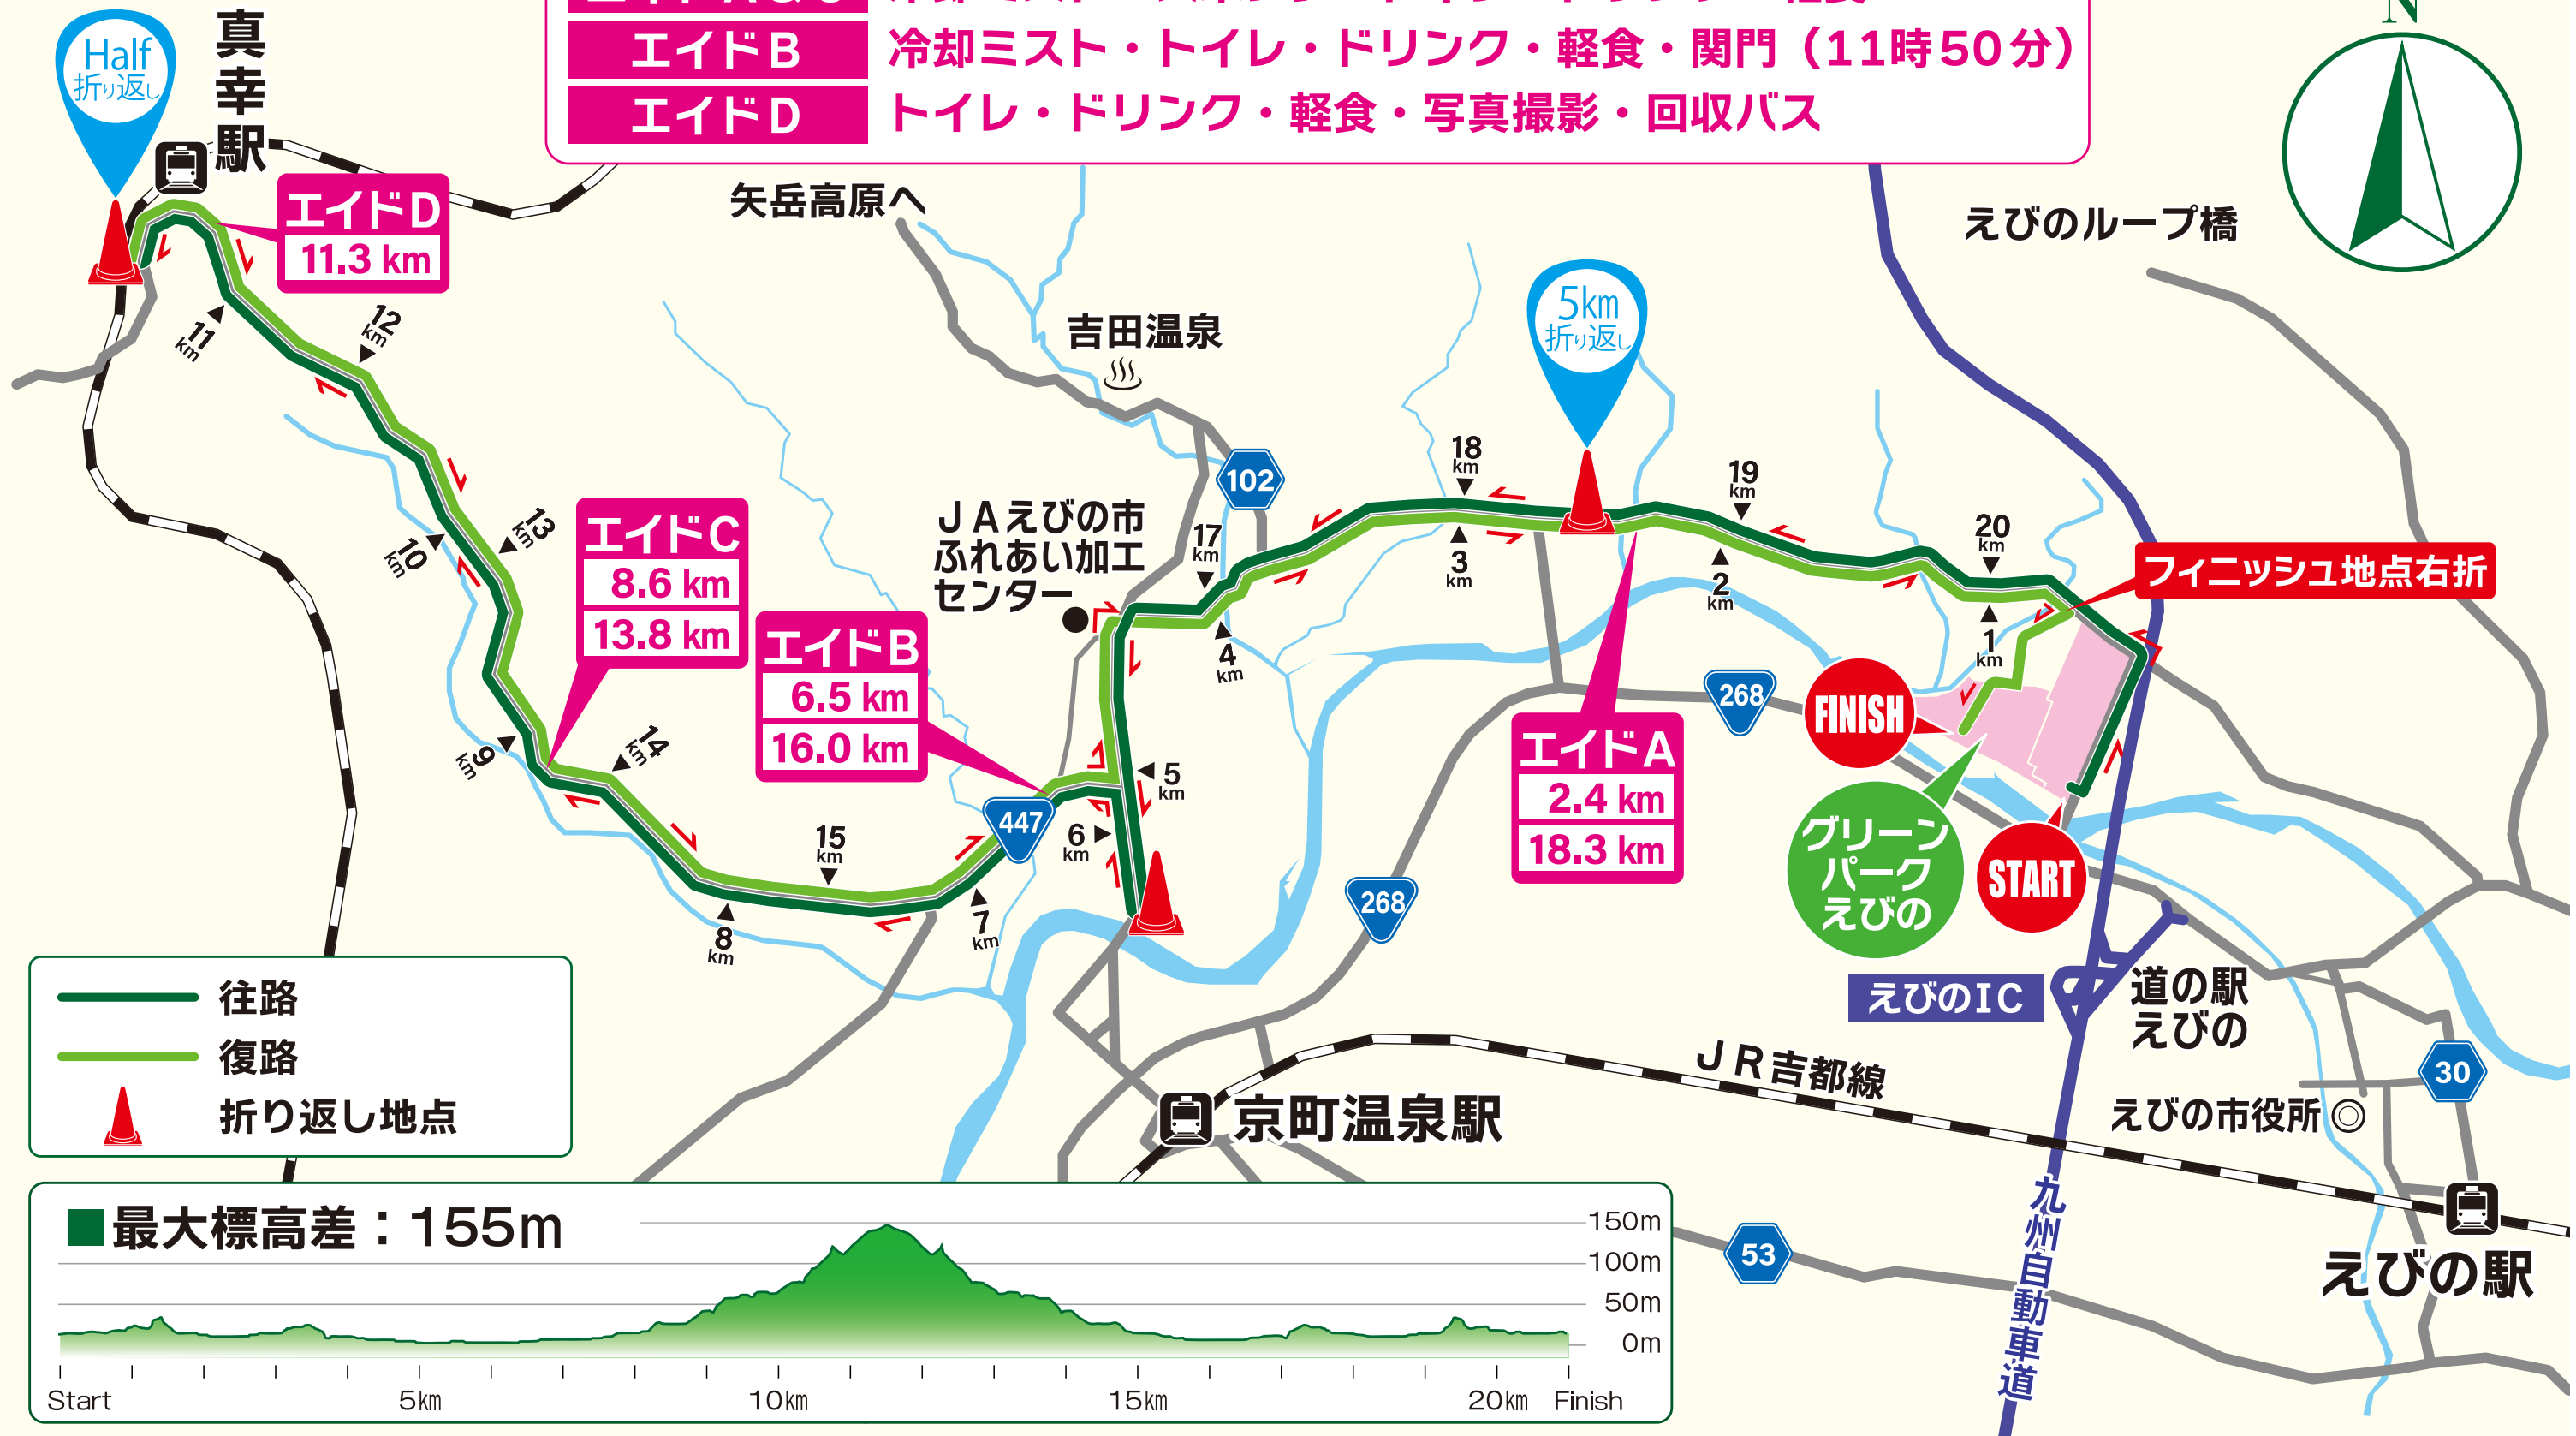 エイドB
冷却ミスト・トイレ・ドリンク・軽食・関門（11時50分）
エイドD
トイレ・ドリンク・軽食・写真撮影・回収バス
N
Half
折り返し
真幸駅
エイドD
11.3 km
矢岳高原へ
えびのループ橋
吉田温泉
5km
折り返し
102
11
km
12
km
13
km
10
km
エイドC
8.6 km
13.8 km
エイドB
6.5 km
16.0 km
JAえびの市
ふれあい加工
センター
17
km
18
km
19
km
20
km
3
km
2
km
1
km
4
km
フィニッシュ地点右折
268
FINISH
エイドA
2.4 km
18.3 km
グリーン
パーク
えびの
START
9
km
14
km
5
km
6
km
447
15
km
8
km
7
km
268
往路
復路
折り返し地点
えびのIC
道の駅
えびの
JR吉都線
京町温泉駅
30
えびの市役所
えびの駅
53
九州自動車道
最大標高差：155m
150m
100m
50m
0m
Start
5km
10km
15km
20km
Finish